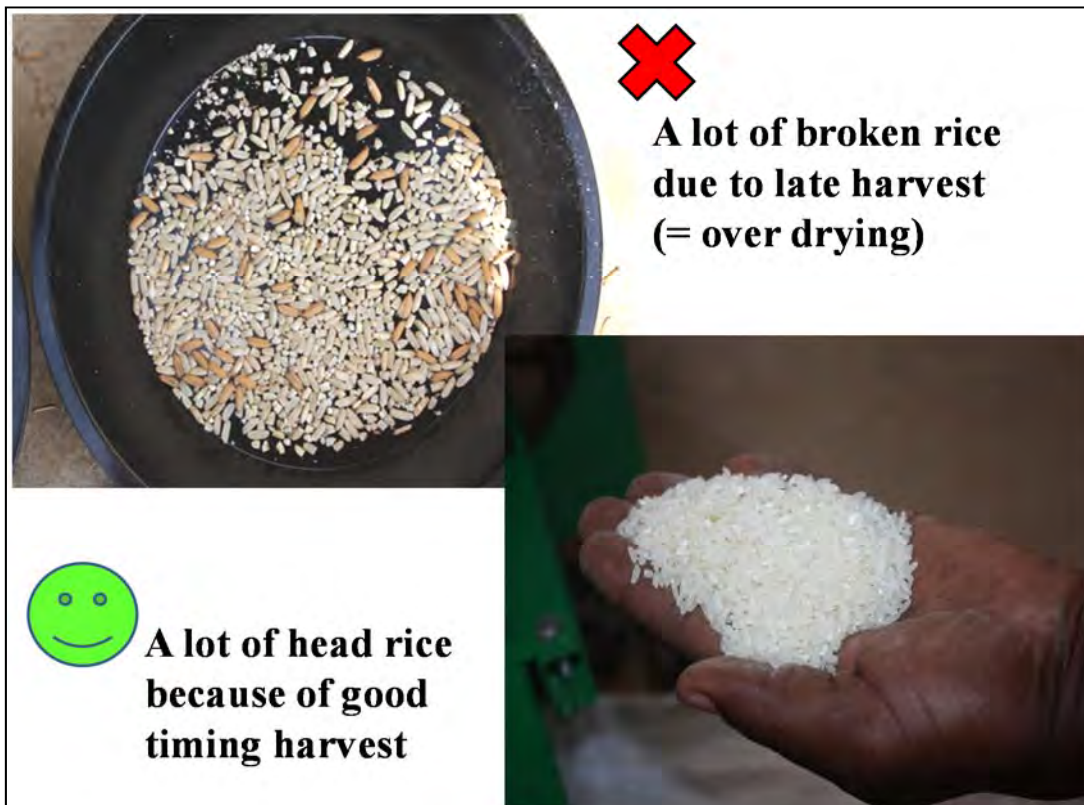 A lot of broken rice
due to late harvest
(= over drying)
A lot of head rice
because of good
timing harvest